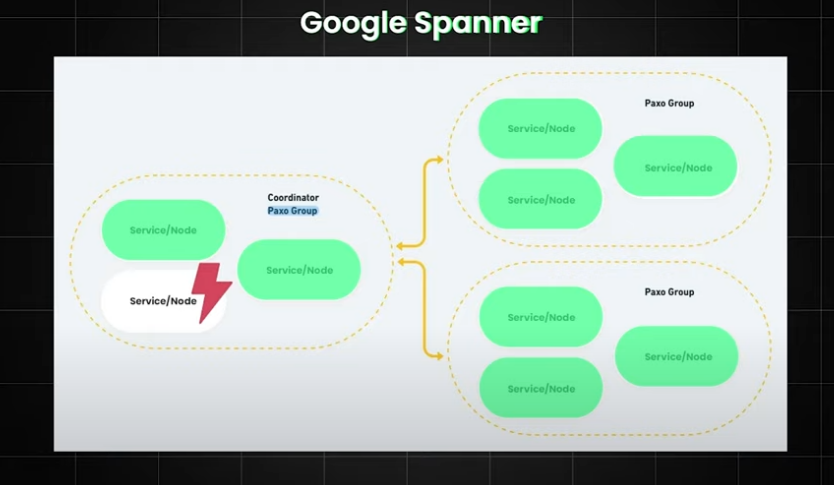 Google Spanner
Service/Node
Service/Node
Coordinator
Paxo Group
Service/Node
Service/Node
Service/Node
Paxo Group
Service/Node
Service/Node
Service/Node
Paxo Group
Service/Node